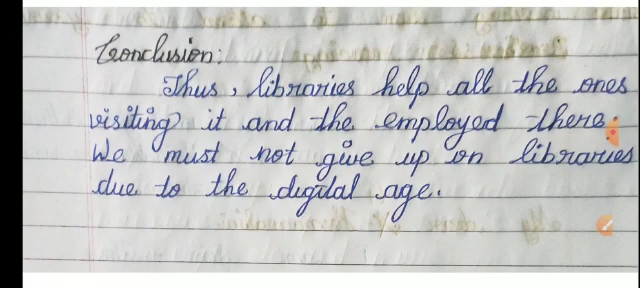 Conclusion:
Thus, libraries help all the ones
visiting it and the employed there.
We must not give up on libraries
due to the digital age.